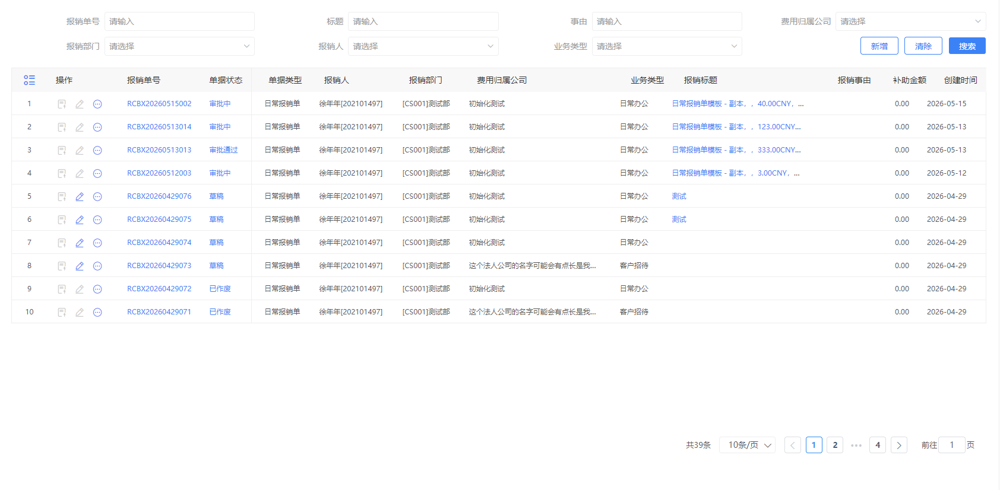 报销单号 请输入 标题 请输入 事由 请输入 费用归属公司 请选择
报销部门 请选择 报销人 请选择 业务类型 请选择 新增 清除 搜索
操作 报销单号 单据状态 单据类型 报销人 报销部门 费用归属公司 业务类型 报销标题 报销事由 补助金额 创建时间
1 RCBX20260515002 审批中 日常报销单 徐年年[202101497] [CS001]测试部 初始化测试 日常办公 日常报销单模板 - 副本，，40.00CNY，... 0.00 2026-05-15
2 RCBX20260513014 审批中 日常报销单 徐年年[202101497] [CS001]测试部 初始化测试 日常办公 日常报销单模板 - 副本，，123.00CNY... 0.00 2026-05-13
3 RCBX20260513013 审批通过 日常报销单 徐年年[202101497] [CS001]测试部 初始化测试 日常办公 日常报销单模板 - 副本，，333.00CNY... 0.00 2026-05-13
4 RCBX20260512003 审批中 日常报销单 徐年年[202101497] [CS001]测试部 初始化测试 日常办公 日常报销单模板 - 副本，，3.00CNY，... 0.00 2026-05-12
5 RCBX20260429076 草稿 日常报销单 徐年年[202101497] [CS001]测试部 初始化测试 日常办公 测试 0.00 2026-04-29
6 RCBX20260429075 草稿 日常报销单 徐年年[202101497] [CS001]测试部 初始化测试 日常办公 测试 0.00 2026-04-29
7 RCBX20260429074 草稿 日常报销单 徐年年[202101497] [CS001]测试部 初始化测试 日常办公 0.00 2026-04-29
8 RCBX20260429073 草稿 日常报销单 徐年年[202101497] [CS001]测试部 这个法人公司的名字可能会有点长是我... 客户招待 0.00 2026-04-29
9 RCBX20260429072 已作废 日常报销单 徐年年[202101497] [CS001]测试部 初始化测试 日常办公 0.00 2026-04-29
10 RCBX20260429071 已作废 日常报销单 徐年年[202101497] [CS001]测试部 这个法人公司的名字可能会有点长是我... 客户招待 0.00 2026-04-29
共39条 10条/页 1 2 ••• 4 前往 1 页